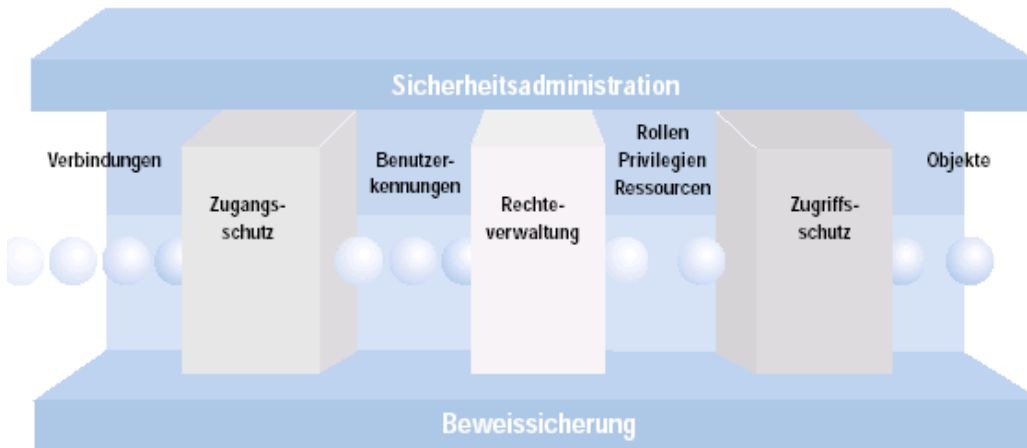 Sicherheitsadministration
Verbindungen
Zugangs-
schutz
Benutzer-
kennungen
Rechte-
verwaltung
Rollen
Privilegien
Ressourcen
Zugriffs-
schutz
Objekte
Beweissicherung